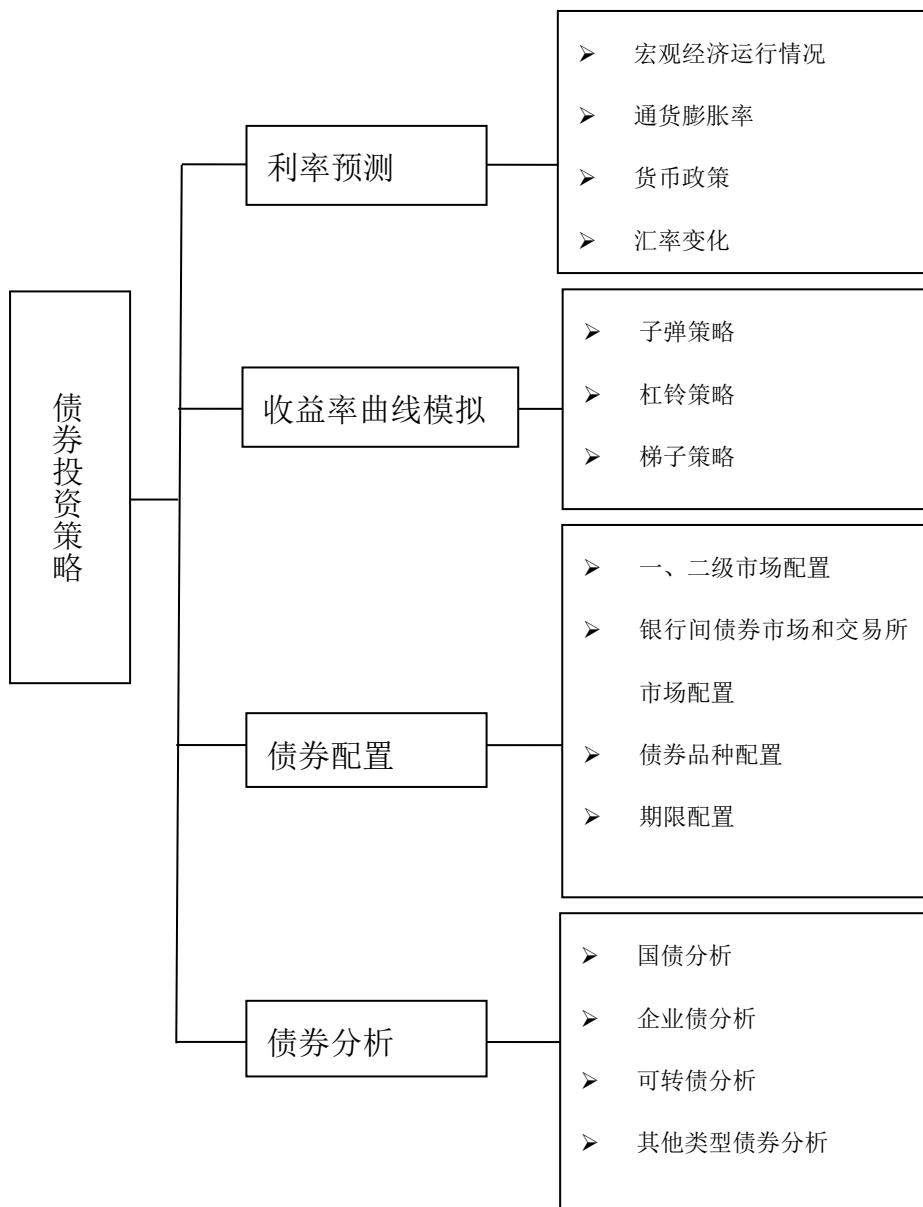 债券投资策略
利率预测
➢ 宏观经济运行情况
➢ 通货膨胀率
➢ 货币政策
➢ 汇率变化
收益率曲线模拟
➢ 子弹策略
➢ 杠铃策略
➢ 梯子策略
债券配置
➢ 一、二级市场配置
➢ 银行间债券市场和交易所
市场配置
➢ 债券品种配置
➢ 期限配置
债券分析
➢ 国债分析
➢ 企业债分析
➢ 可转债分析
➢ 其他类型债券分析